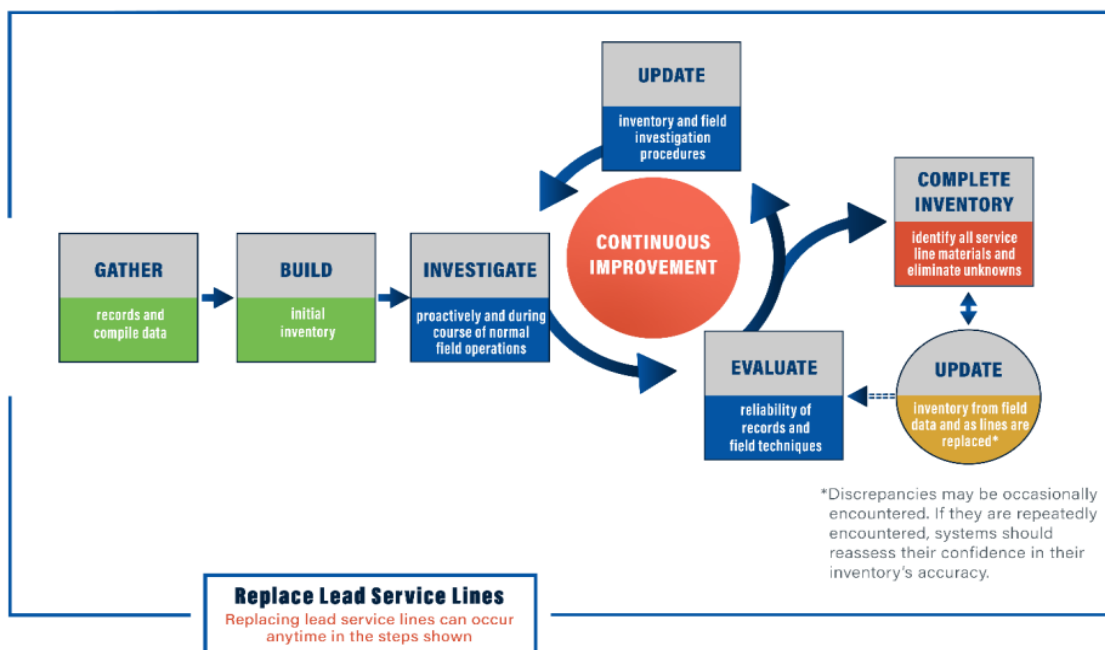 GATHER
records and
compile data
BUILD
initial
inventory
INVESTIGATE
proactively and during
course of normal
field operations
UPDATE
inventory and field
investigation
procedures
CONTINUOUS
IMPROVEMENT
EVALUATE
reliability of
records and
field techniques
COMPLETE
INVENTORY
identify all service
line materials and
eliminate unknowns
UPDATE
inventory from field
data and as lines are
replaced*
*Discrepancies may be occasionally
encountered. If they are repeatedly
encountered, systems should
reassess their confidence in their
inventory's accuracy.
Replace Lead Service Lines
Replacing lead service lines can occur
anytime in the steps shown